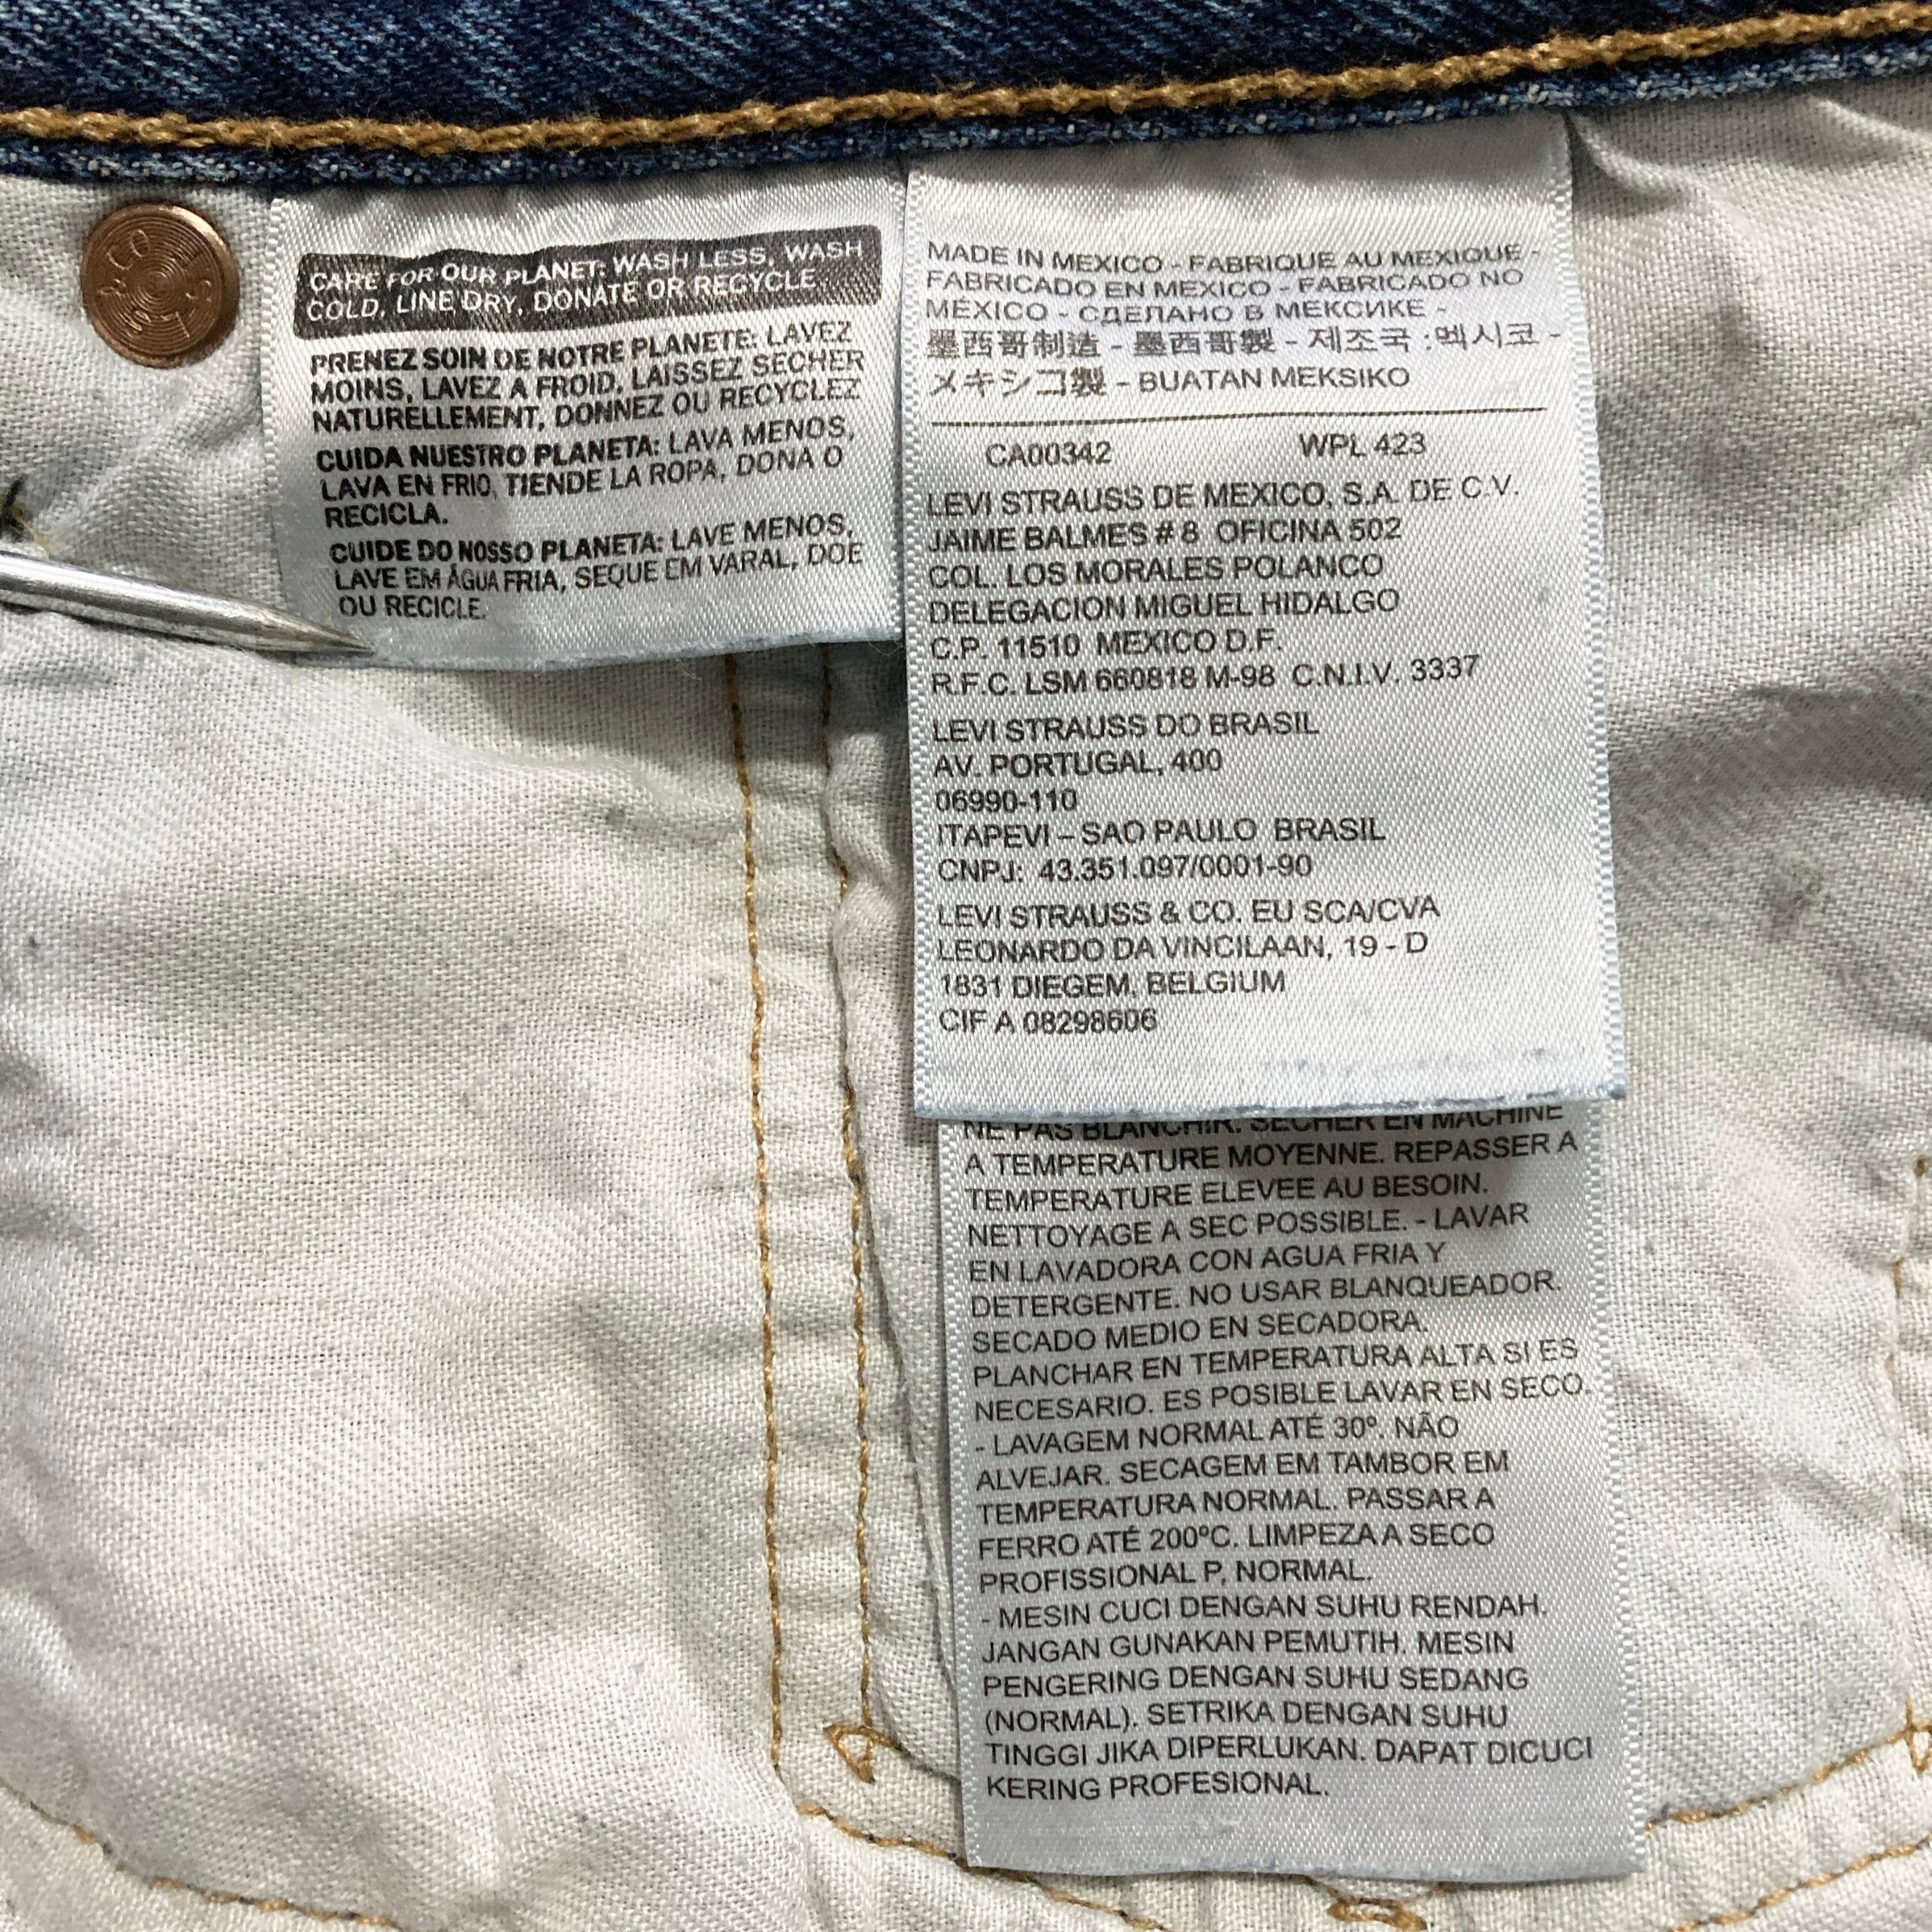 CARE FOR OUR PLANET: WASH LESS, WASH
COLD, LINE DRY, DONATE OR RECYCLE
PRENEZ SOIN DE NOTRE PLANETE: LAVEZ
MOINS, LAVEZ A FROID, LAISSEZ SECHER
NATURELLEMENT, DONNEZ OU RECYCLEZ
CUIDA NUESTRO PLANETA: LAVA MENOS,
LAVA EN FRIO, TIENDE LA ROPA, DONA O
RECICLA.
CUIDE DO NOSSO PLANETA: LAVE MENOS,
LAVE EM ÁGUA FRIA, SEQUE EM VARAL, DOE
OU RECICLE.
MADE IN MEXICO - FABRIQUE AU MEXIQUE -
FABRICADO EN MEXICO - FABRICADO NO
MÉXICO - СДЕЛАНО В МЕКСИКЕ -
墨西哥制造 - 墨西哥製 - 제조국 :멕시코 -
メキシコ製 - BUATAN MEKSIKO
CA00342 WPL 423
LEVI STRAUSS DE MEXICO, S.A. DE C.V.
JAIME BALMES # 8 OFICINA 502
COL. LOS MORALES POLANCO
DELEGACION MIGUEL HIDALGO
C.P. 11510 MEXICO D.F.
R.F.C. LSM 660818 M-98 C.N.I.V. 3337
LEVI STRAUSS DO BRASIL
AV. PORTUGAL, 400
06990-110
ITAPEVI – SAO PAULO BRASIL
CNPJ: 43.351.097/0001-90
LEVI STRAUSS & CO. EU SCA/CVA
LEONARDO DA VINCILAAN, 19 - D
1831 DIEGEM, BELGIUM
CIF A 08298606
NE PAS BLANCHIR. SECHER EN MACHINE
A TEMPERATURE MOYENNE. REPASSER A
TEMPERATURE ELEVEE AU BESOIN.
NETTOYAGE A SEC POSSIBLE. - LAVAR
EN LAVADORA CON AGUA FRIA Y
DETERGENTE. NO USAR BLANQUEADOR.
SECADO MEDIO EN SECADORA.
PLANCHAR EN TEMPERATURA ALTA SI ES
NECESARIO. ES POSIBLE LAVAR EN SECO.
- LAVAGEM NORMAL ATÉ 30º. NÃO
ALVEJAR. SECAGEM EM TAMBOR EM
TEMPERATURA NORMAL. PASSAR A
FERRO ATÉ 200ºC. LIMPEZA A SECO
PROFISSIONAL P, NORMAL.
- MESIN CUCI DENGAN SUHU RENDAH.
JANGAN GUNAKAN PEMUTIH. MESIN
PENGERING DENGAN SUHU SEDANG
(NORMAL). SETRIKA DENGAN SUHU
TINGGI JIKA DIPERLUKAN. DAPAT DICUCI
KERING PROFESIONAL.